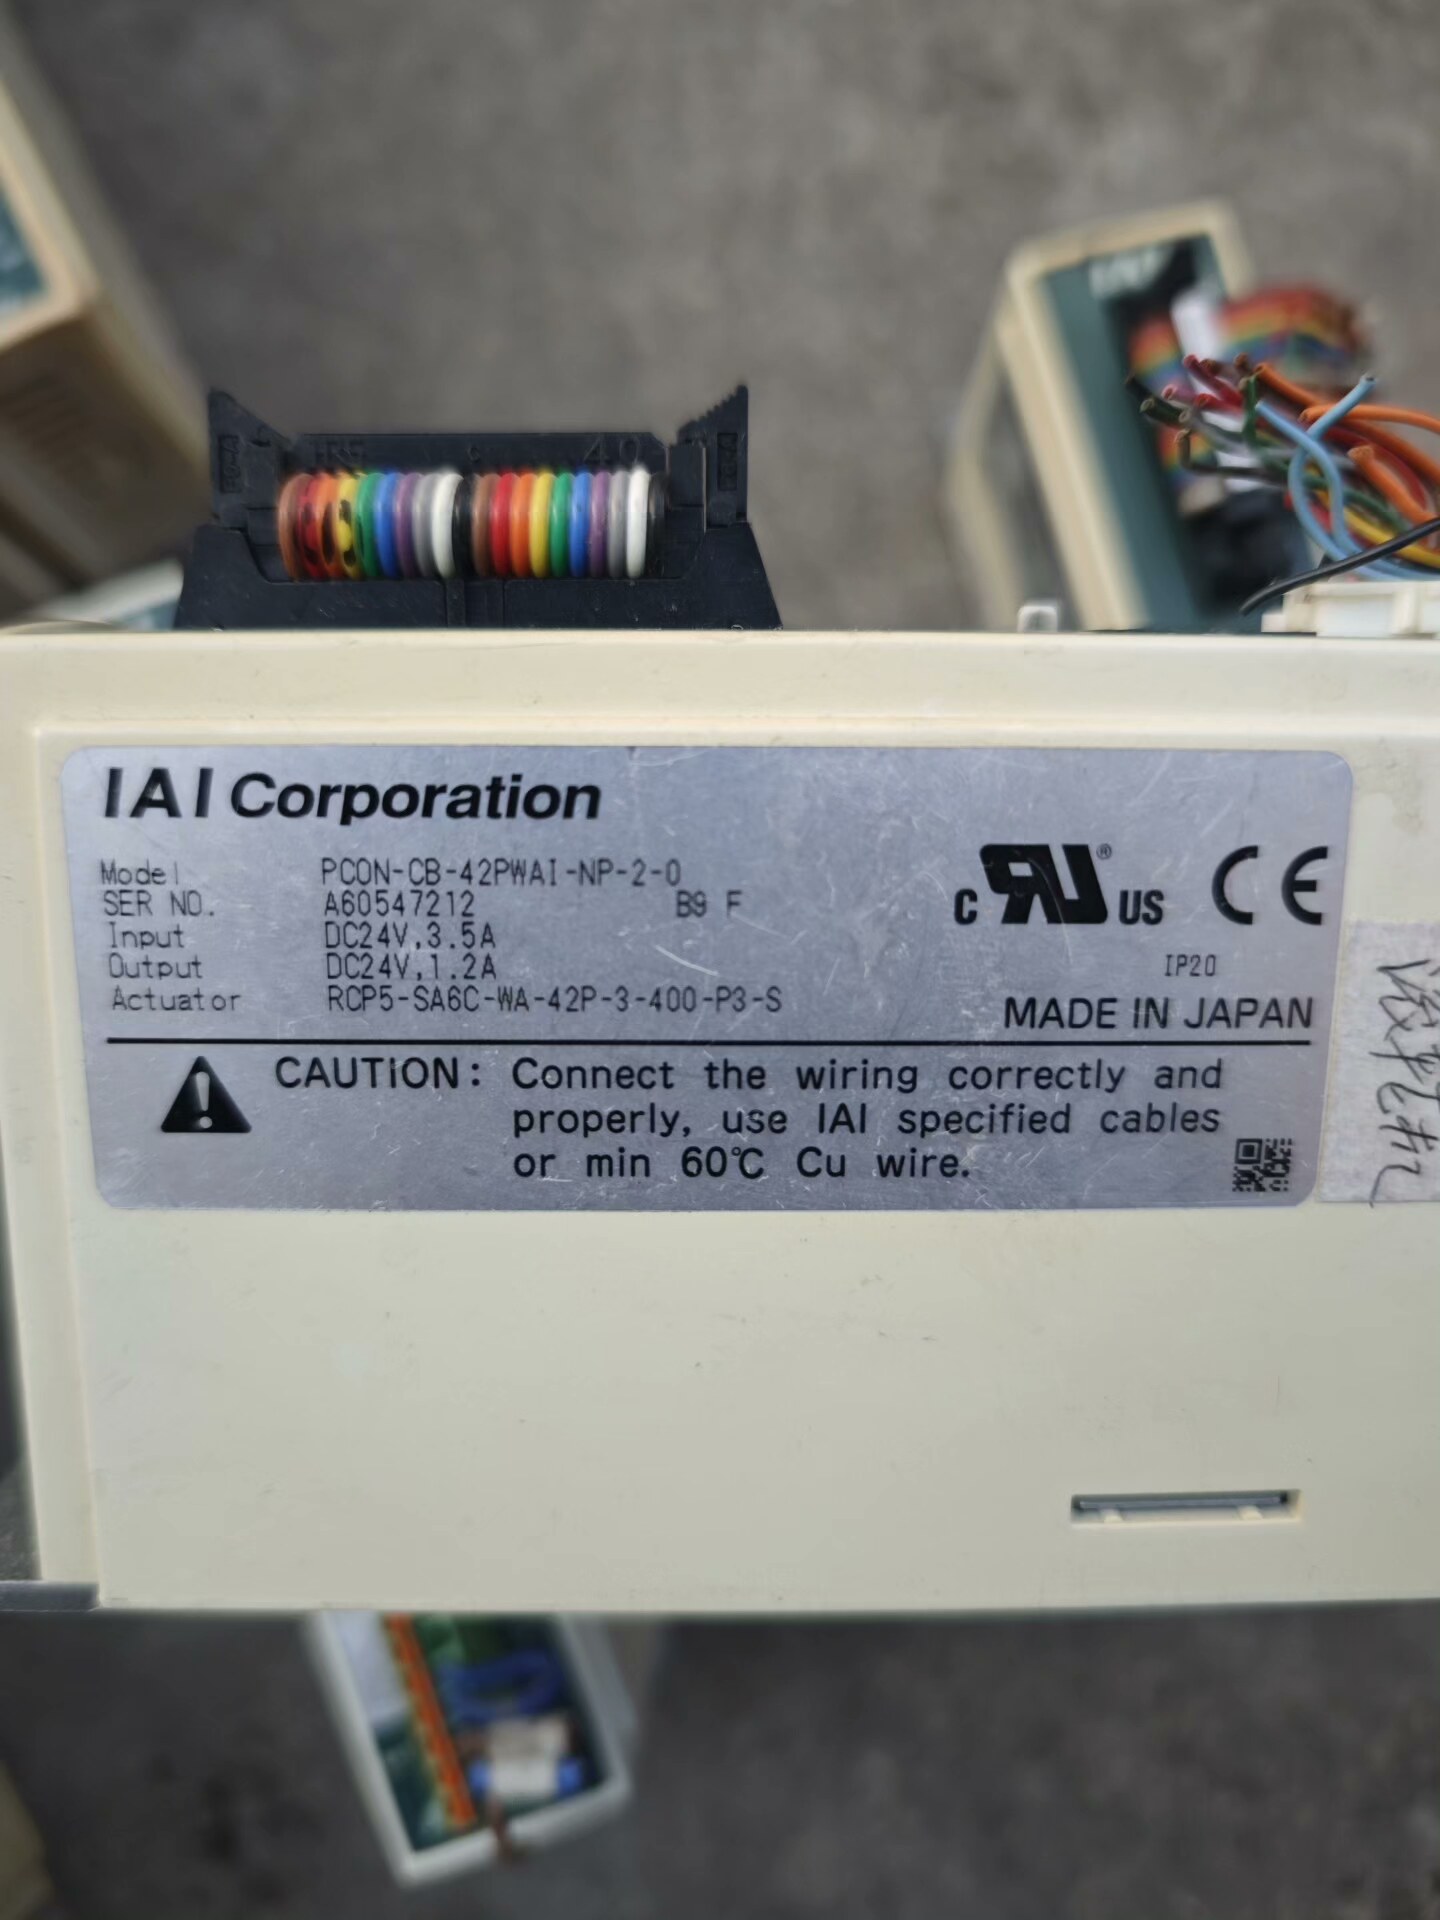 IAI Corporation
Model PCON-CB-42PWAI-NP-2-0
SER NO. A60547212 B9 F
Input DC24V,3.5A
Output DC24V,1.2A
Actuator RCP5-SA6C-WA-42P-3-400-P3-S
c RU® US CE
IP20
MADE IN JAPAN
CAUTION: Connect the wiring correctly and
properly, use IAI specified cables
or min 60℃ Cu wire.